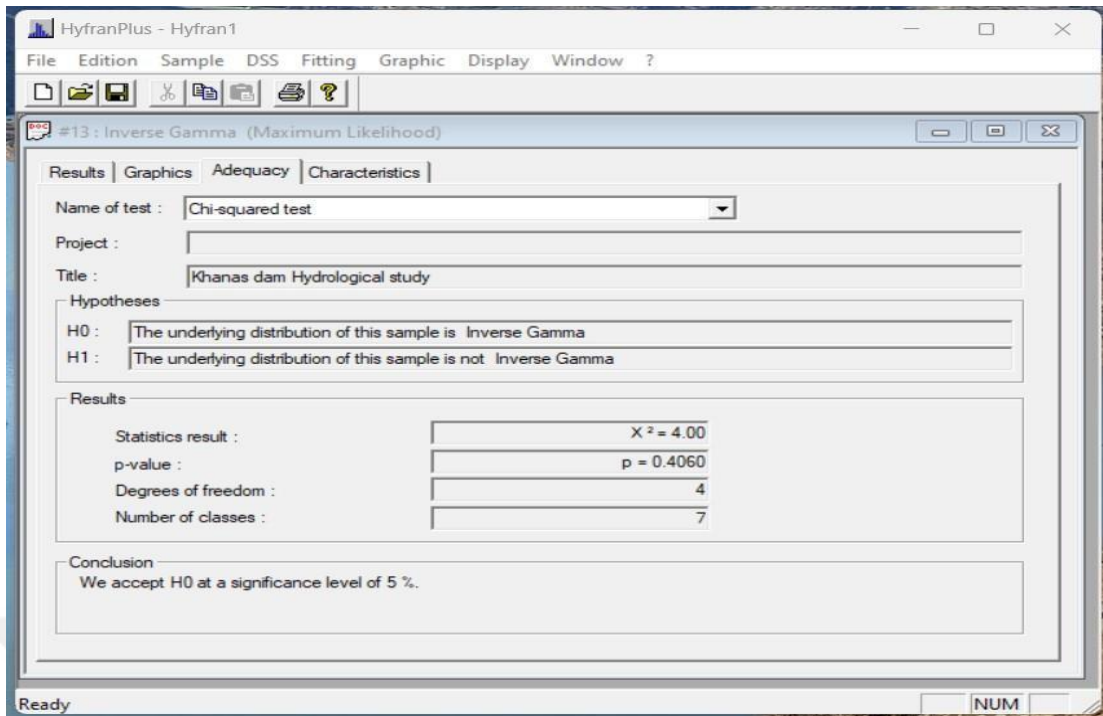 HyfranPlus - Hyfran1
File Edition Sample DSS Fitting Graphic Display Window ?
#13 : Inverse Gamma (Maximum Likelihood)
Results Graphics Adequacy Characteristics
Name of test : Chi-squared test
Project :
Title : Khanas dam Hydrological study
Hypotheses
H0 : The underlying distribution of this sample is Inverse Gamma
H1 : The underlying distribution of this sample is not Inverse Gamma
Results
Statistics result : X² = 4.00
p-value : p = 0.4060
Degrees of freedom : 4
Number of classes : 7
Conclusion
We accept H0 at a significance level of 5 %.
Ready NUM